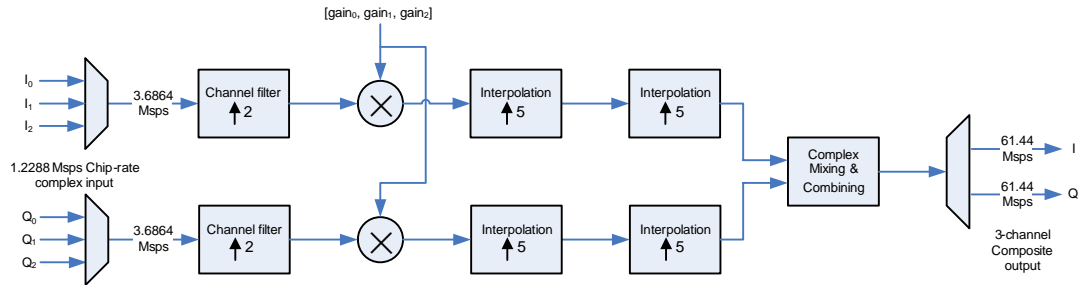 [gain₀, gain₁, gain₂]
I₀
I₁
I₂
3.6864
Msps
Channel filter
2
Interpolation
5
Interpolation
5
1.2288 Msps Chip-rate
complex input
Complex
Mixing &
Combining
61.44
Msps
I
61.44
Msps
Q
Q₀
Q₁
Q₂
3.6864
Msps
Channel filter
2
Interpolation
5
Interpolation
5
3-channel
Composite
output